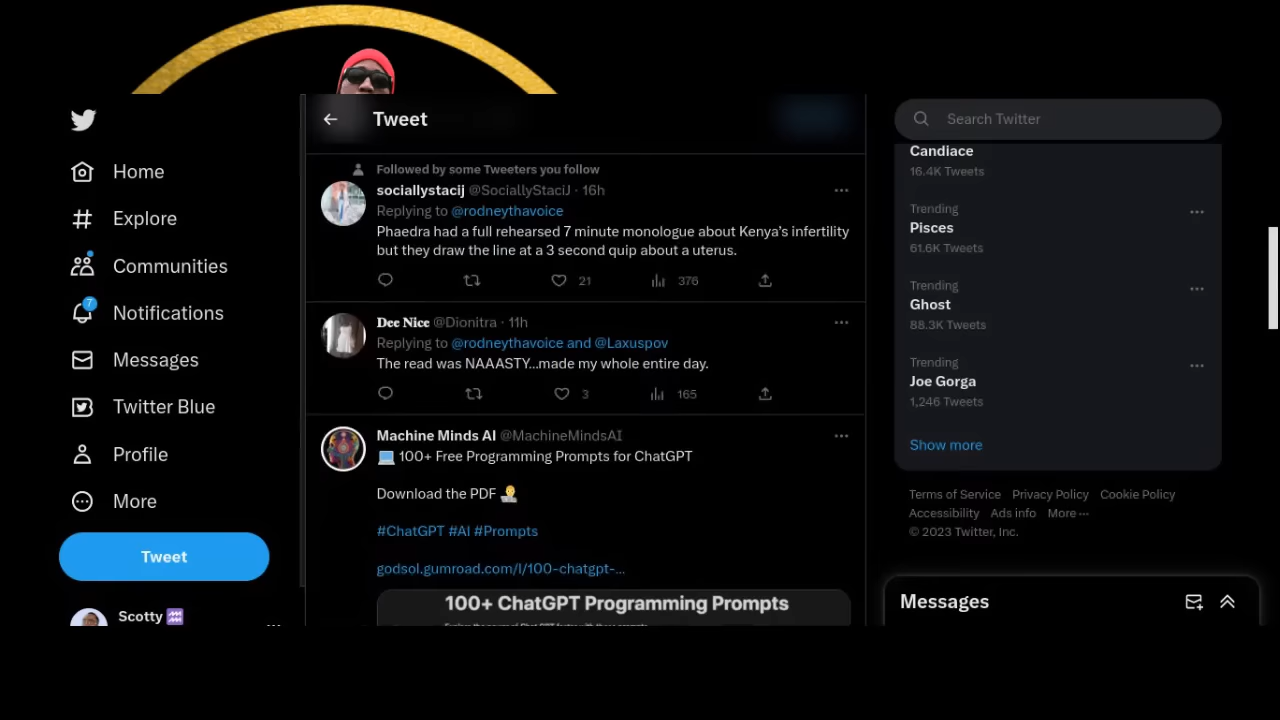 Home
Explore
Communities
7
Notifications
Messages
Twitter Blue
Profile
More
Tweet
Scotty
Tweet
Followed by some Tweeters you follow
sociallystacij @SociallyStaciJ · 16h
Replying to @rodneythavoice
Phaedra had a full rehearsed 7 minute monologue about Kenya's infertility
but they draw the line at a 3 second quip about a uterus.
21
376
Dee Nice @Dionitra · 11h
Replying to @rodneythavoice and @Laxuspov
The read was NAAASTY...made my whole entire day.
3
165
Machine Minds AI @MachineMindsAI
100+ Free Programming Prompts for ChatGPT
Download the PDF
#ChatGPT #AI #Prompts
godsol.gumroad.com/l/100-chatgpt-...
100+ ChatGPT Programming Prompts
Search Twitter
Candiace
16.4K Tweets
Trending
Pisces
61.6K Tweets
Trending
Ghost
88.3K Tweets
Trending
Joe Gorga
1,246 Tweets
Show more
Terms of Service Privacy Policy Cookie Policy
Accessibility Ads info More ···
© 2023 Twitter, Inc.
Messages